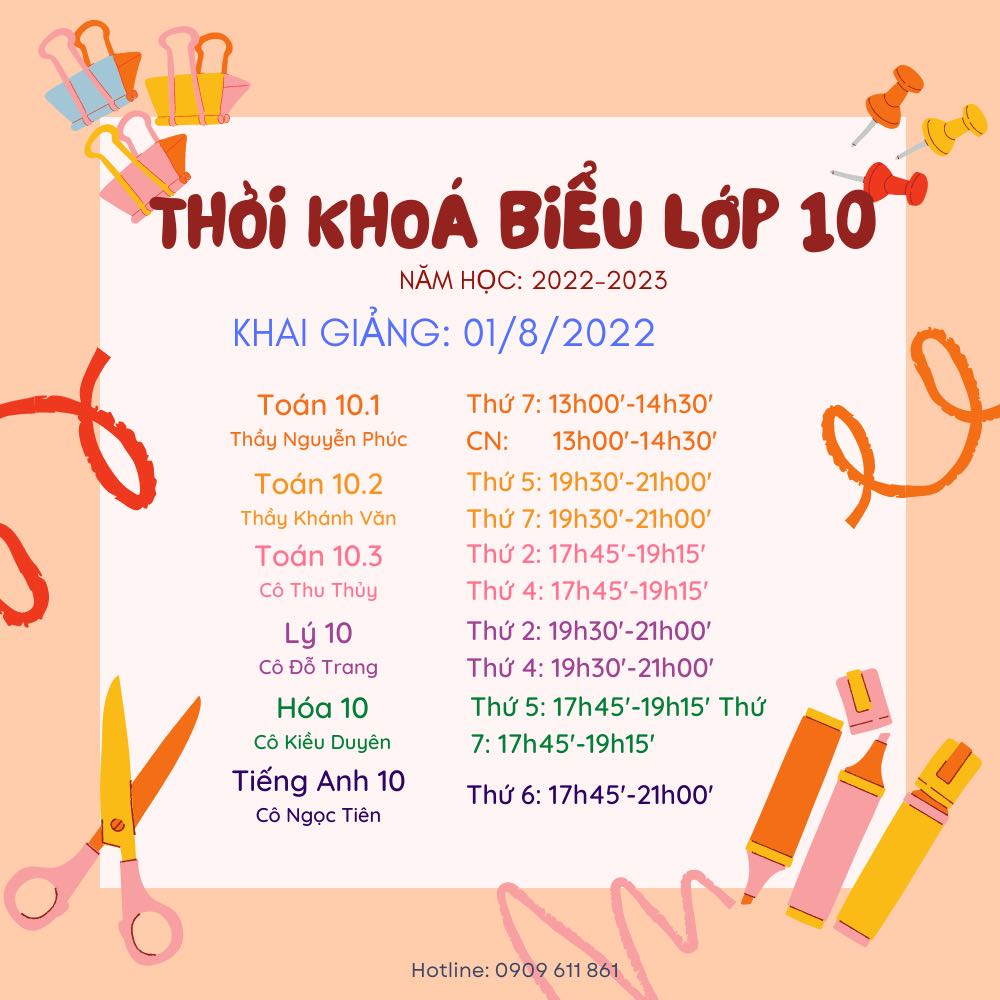 THỜI KHOÁ BIỂU LỚP 10
NĂM HỌC: 2022-2023
KHAI GIẢNG: 01/8/2022
Toán 10.1
Thầy Nguyễn Phúc
Thứ 7: 13h00'-14h30'
CN: 13h00'-14h30'
Toán 10.2
Thầy Khánh Văn
Thứ 5: 19h30'-21h00'
Thứ 7: 19h30'-21h00'
Toán 10.3
Cô Thu Thủy
Thứ 2: 17h45'-19h15'
Thứ 4: 17h45'-19h15'
Lý 10
Cô Đỗ Trang
Thứ 2: 19h30'-21h00'
Thứ 4: 19h30'-21h00'
Hóa 10
Cô Kiều Duyên
Thứ 5: 17h45'-19h15' Thứ
7: 17h45'-19h15'
Tiếng Anh 10
Cô Ngọc Tiên
Thứ 6: 17h45'-21h00'
Hotline: 0909 611 861